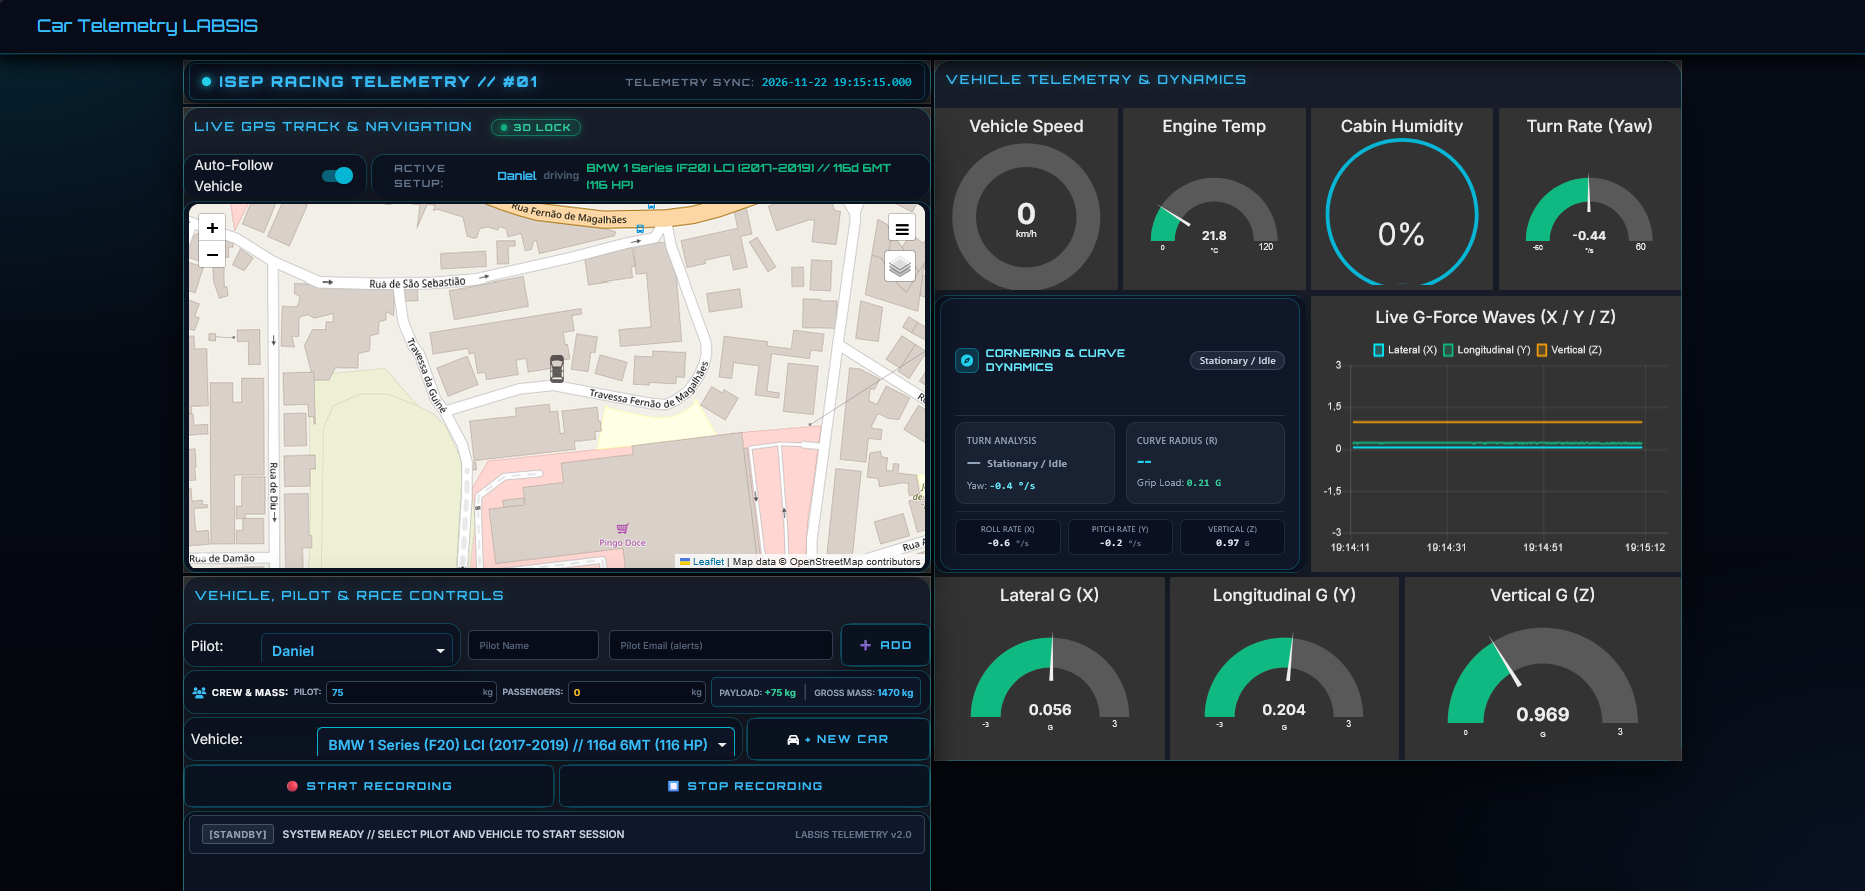 Car Telemetry LABSIS
ISEP RACING TELEMETRY // #01
TELEMETRY SYNC: 2026-11-22 19:15:15.000
LIVE GPS TRACK & NAVIGATION
3D LOCK
Auto-Follow
Vehicle
ACTIVE
SETUP:
Daniel driving
BMW 1 Series (F20) LCI (2017-2019) // 116d 6MT
(116 HP)
+
−
Rua Fernão de Magalhães
Rua de São Sebastião
Travessa da Guiné
Travessa Fernão de Magalhães
Rua de Diu
Rua de Damão
Pingo Doce
Rua A
Leaflet | Map data © OpenStreetMap contributors
VEHICLE, PILOT & RACE CONTROLS
Pilot:
Daniel
Pilot Name
Pilot Email (alerts)
+ ADD
CREW & MASS: PILOT: 75 kg PASSENGERS: 0 kg PAYLOAD: +75 kg | GROSS MASS: 1470 kg
Vehicle:
BMW 1 Series (F20) LCI (2017-2019) // 116d 6MT (116 HP)
+ NEW CAR
START RECORDING
STOP RECORDING
[STANDBY] SYSTEM READY // SELECT PILOT AND VEHICLE TO START SESSION
LABSIS TELEMETRY v2.0
VEHICLE TELEMETRY & DYNAMICS
Vehicle Speed
0
km/h
Engine Temp
21.8
°C
0
120
Cabin Humidity
0%
Turn Rate (Yaw)
-0.44
°/s
-60
60
CORNERING & CURVE
DYNAMICS
Stationary / Idle
TURN ANALYSIS
— Stationary / Idle
Yaw: -0.4 º/s
CURVE RADIUS (R)
--
Grip Load: 0.21 G
ROLL RATE (X)
-0.6 º/s
PITCH RATE (Y)
-0.2 º/s
VERTICAL (Z)
0.97 G
Live G-Force Waves (X / Y / Z)
Lateral (X) Longitudinal (Y) Vertical (Z)
3
1,5
0
-1,5
-3
19:14:11 19:14:31 19:14:51 19:15:12
Lateral G (X)
0.056
G
-3
3
Longitudinal G (Y)
0.204
G
-3
3
Vertical G (Z)
0.969
G
0
3